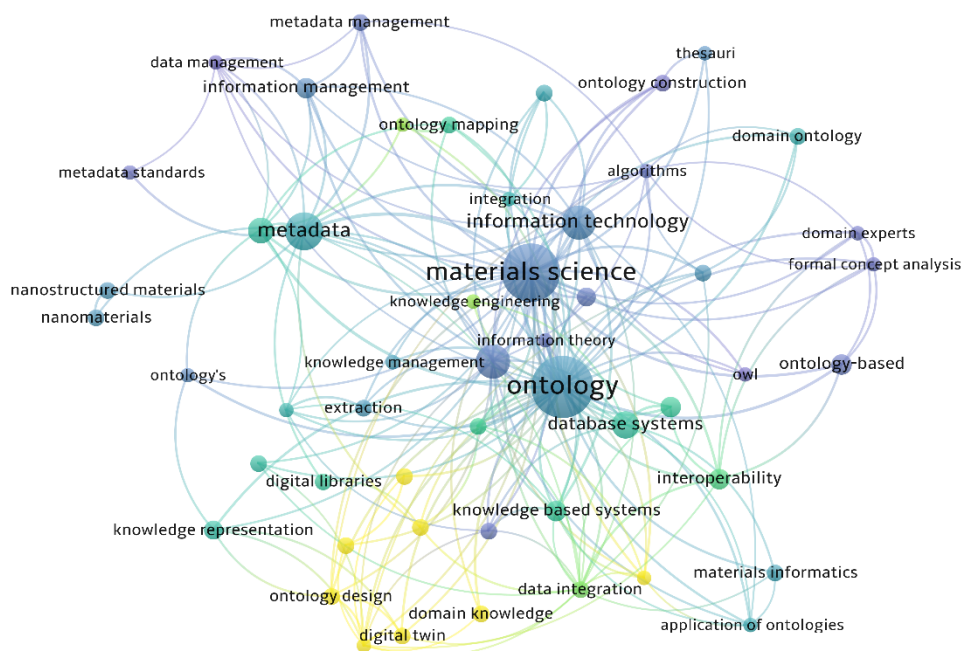 metadata management
thesauri
data management
information management
ontology construction
ontology mapping
domain ontology
metadata standards
algorithms
integration
metadata
information technology
domain experts
materials science
formal concept analysis
nanostructured materials
knowledge engineering
nanomaterials
information theory
knowledge management
ontology-based
ontology's
owl
ontology
extraction
database systems
digital libraries
interoperability
knowledge based systems
knowledge representation
materials informatics
data integration
ontology design
domain knowledge
application of ontologies
digital twin